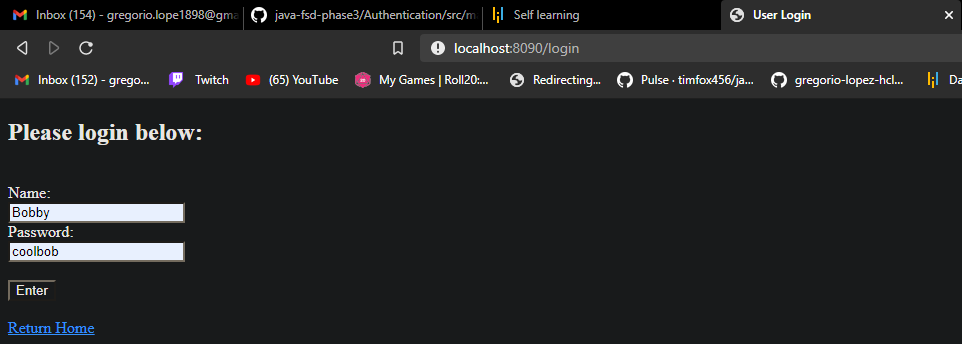 Inbox (154) - gregorio.lope1898@gma
java-fsd-phase3/Authentication/src/m
Self learning
User Login
localhost:8090/login
Inbox (152) - grego...
Twitch
(65) YouTube
My Games | Roll20:...
Redirecting...
Pulse · timfox456/ja...
gregorio-lopez-hcl...
Da
Please login below:
Name:
Bobby
Password:
coolbob
Enter
Return Home